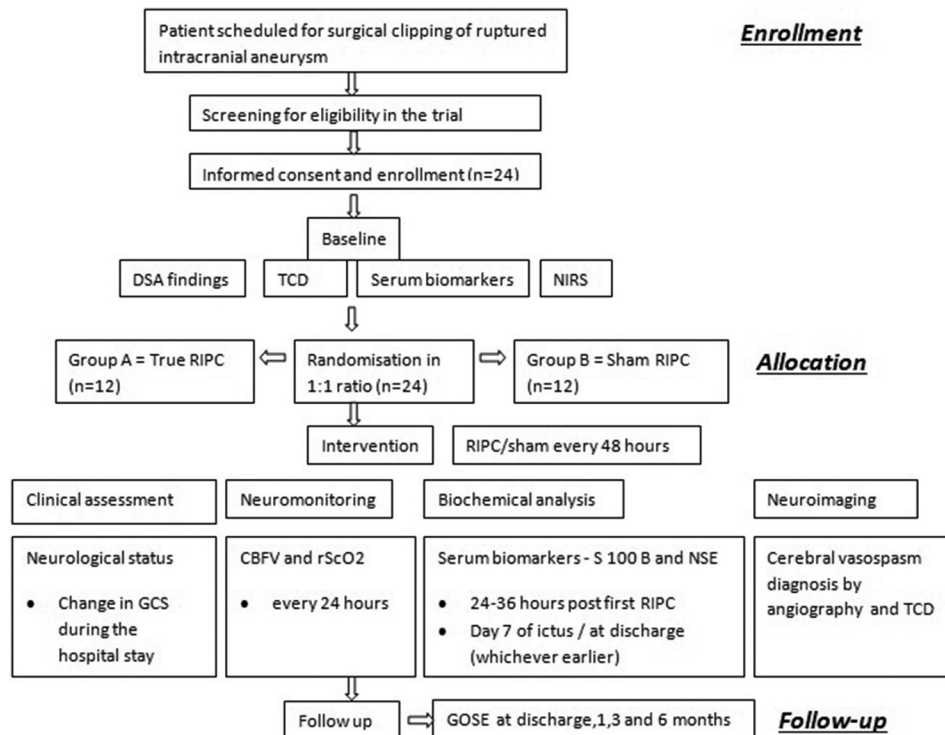 Patient scheduled for surgical clipping of ruptured
intracranial aneurysm
Enrollment
Screening for eligibility in the trial
Informed consent and enrollment (n=24)
Baseline
DSA findings
TCD
Serum biomarkers
NIRS
Group A = True RIPC
(n=12)
Randomisation in
1:1 ratio (n=24)
Group B = Sham RIPC
(n=12)
Allocation
Intervention
RIPC/sham every 48 hours
Clinical assessment
Neuromonitoring
Biochemical analysis
Neuroimaging
Neurological status
• Change in GCS
during the
hospital stay
CBFV and rScO2
• every 24 hours
Serum biomarkers - S 100 B and NSE
• 24-36 hours post first RIPC
• Day 7 of ictus / at discharge
(whichever earlier)
Cerebral vasospasm
diagnosis by
angiography and TCD
Follow up
GOSE at discharge,1,3 and 6 months
Follow-up